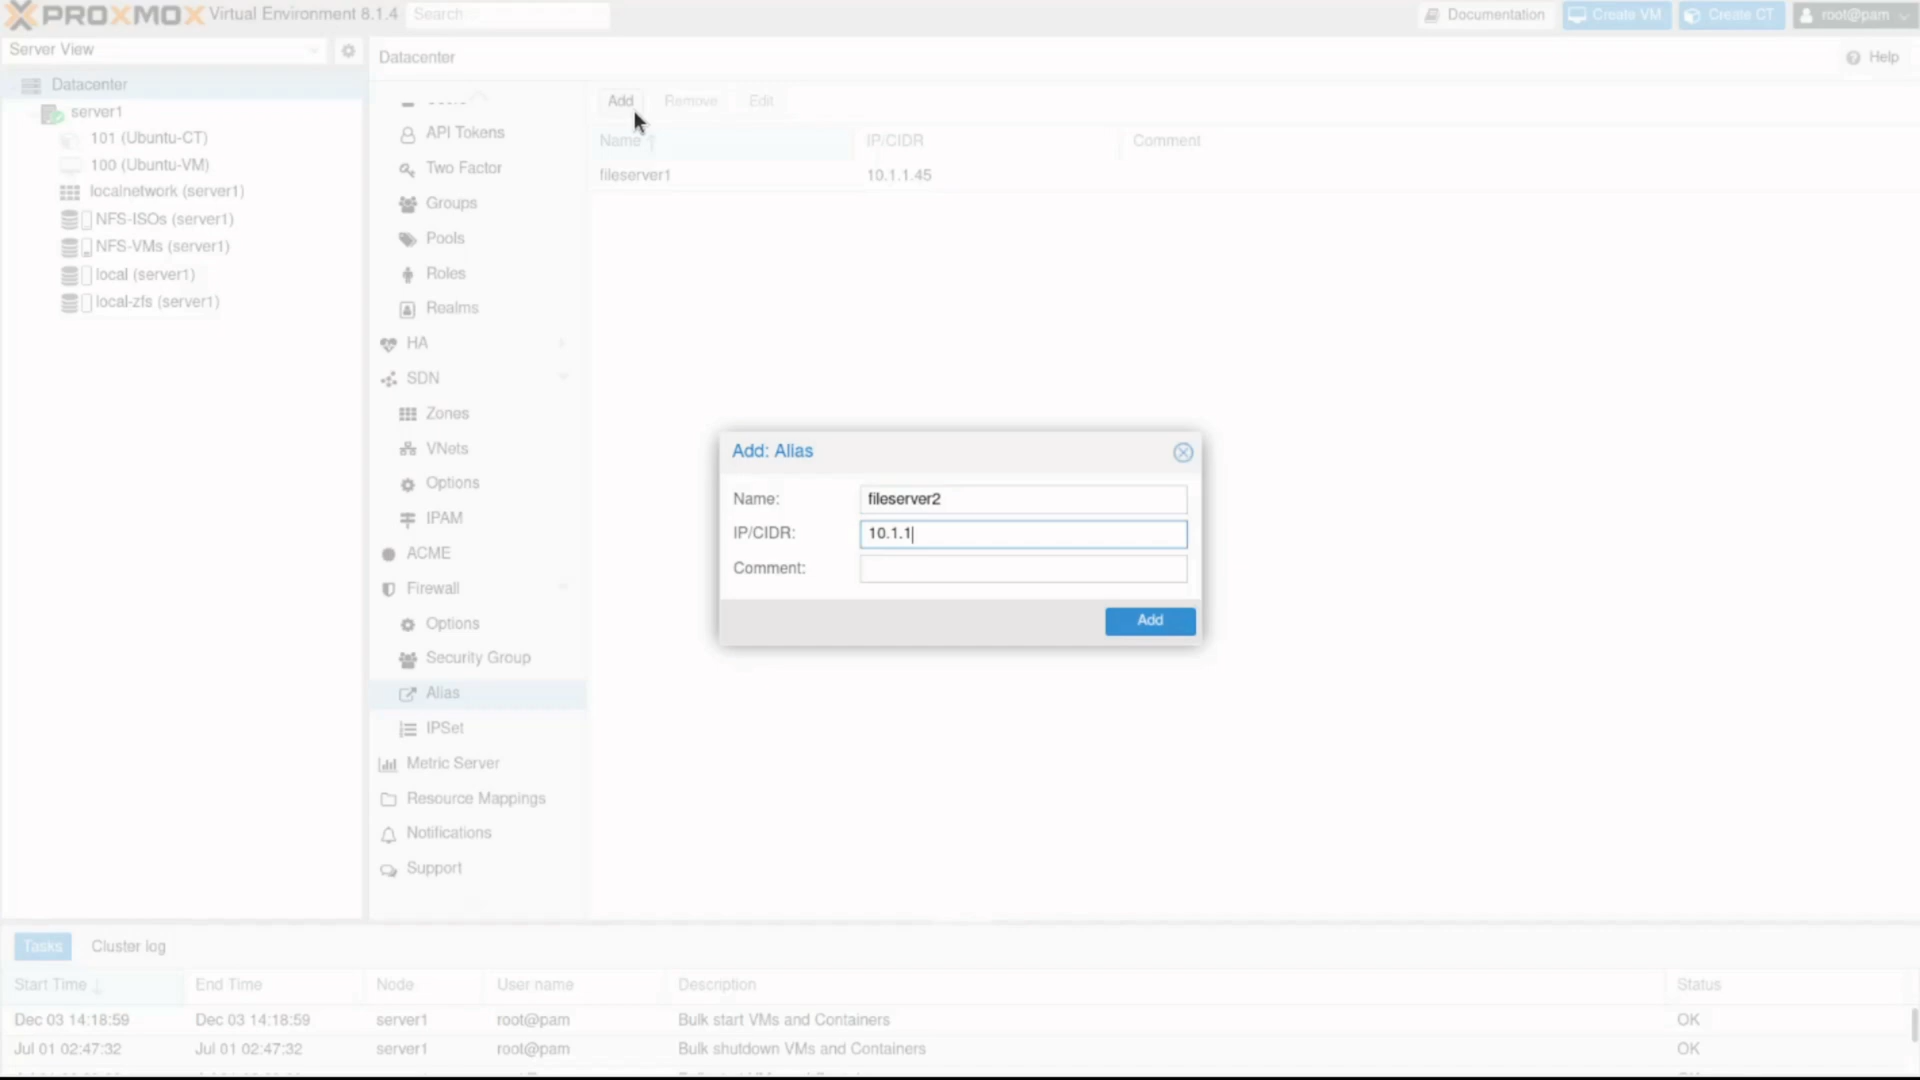 PROXMOX Virtual Environment 8.1.4 Search Documentation Create VM Create CT root@pam
Server View
Datacenter
server1
101 (Ubuntu-CT)
100 (Ubuntu-VM)
localnetwork (server1)
NFS-ISOs (server1)
NFS-VMs (server1)
local (server1)
local-zfs (server1)
Datacenter Help
API Tokens
Two Factor
Groups
Pools
Roles
Realms
HA
SDN
Zones
VNets
Options
IPAM
ACME
Firewall
Options
Security Group
Alias
IPSet
Metric Server
Resource Mappings
Notifications
Support
Add Remove Edit
Name IP/CIDR Comment
fileserver1 10.1.1.45
Add: Alias
Name: fileserver2
IP/CIDR: 10.1.1
Comment:
Add
Tasks Cluster log
Start Time End Time Node User name Description Status
Dec 03 14:18:59 Dec 03 14:18:59 server1 root@pam Bulk start VMs and Containers OK
Jul 01 02:47:32 Jul 01 02:47:32 server1 root@pam Bulk shutdown VMs and Containers OK